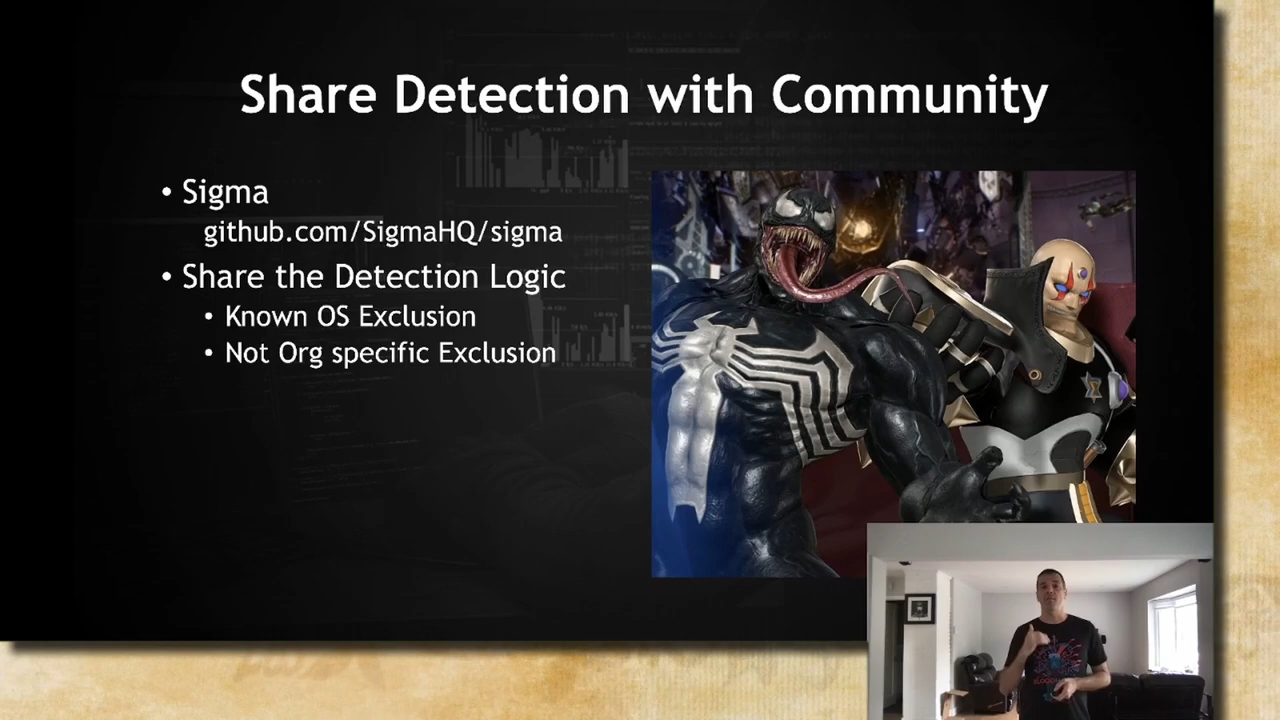 Share Detection with Community
• Sigma
github.com/SigmaHQ/sigma
• Share the Detection Logic
• Known OS Exclusion
• Not Org specific Exclusion